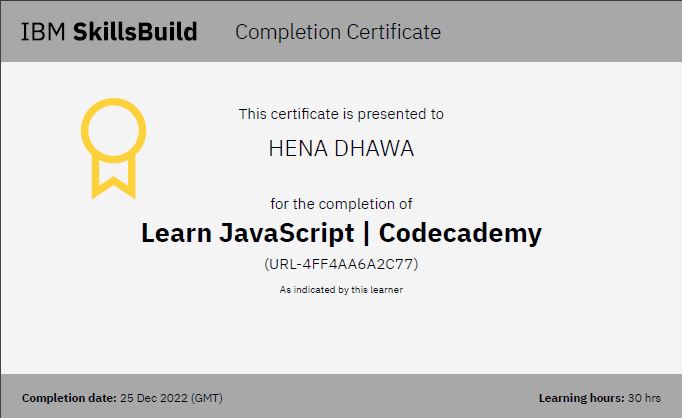 IBM SkillsBuild Completion Certificate
This certificate is presented to
HENA DHAWA
for the completion of
Learn JavaScript | Codecademy
(URL-4FF4AA6A2C77)
As indicated by this learner
Completion date: 25 Dec 2022 (GMT) Learning hours: 30 hrs